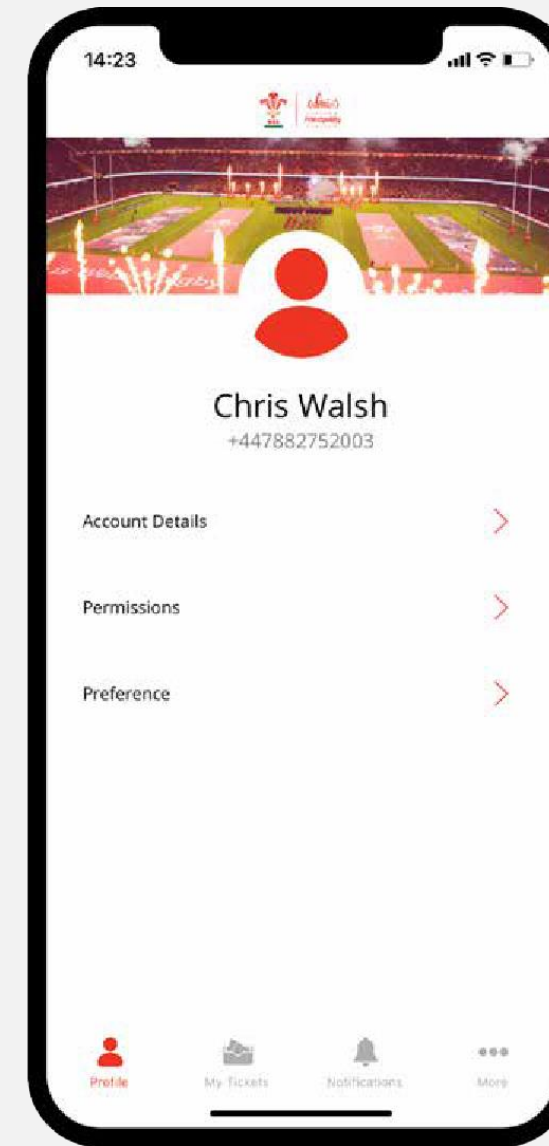 14:23
Chris Walsh
+447882752003
Account Details
Permissions
Preference
Profile
My Tickets
Notifications
More